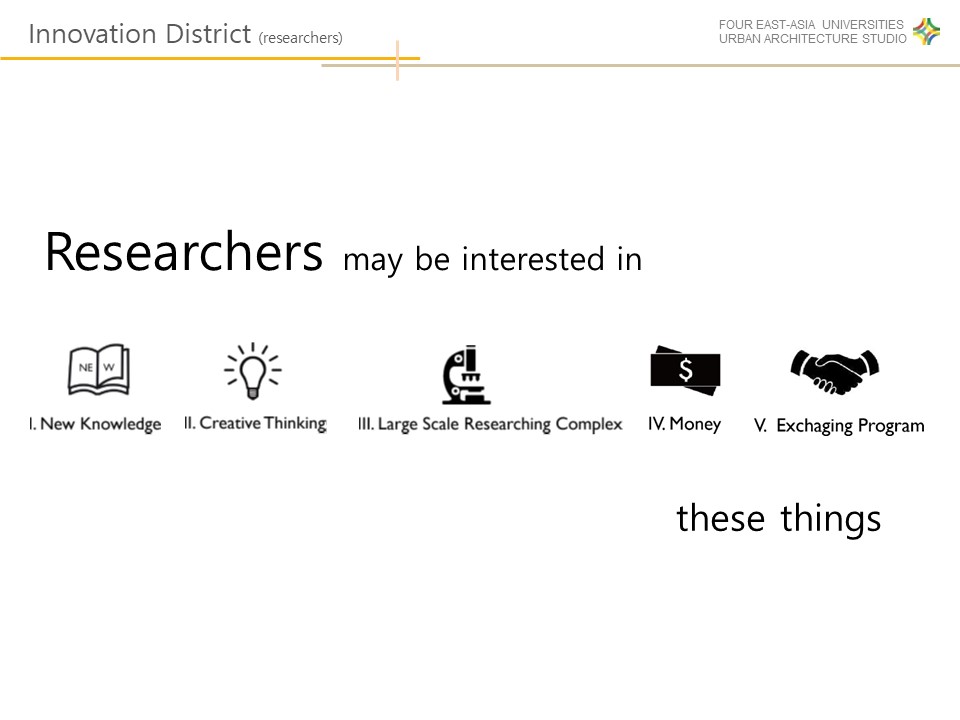 Innovation District (researchers)
FOUR EAST-ASIA UNIVERSITIES
URBAN ARCHITECTURE STUDIO
Researchers may be interested in
NE W
I. New Knowledge
II. Creative Thinking
III. Large Scale Researching Complex
$
IV. Money
V. Exchaging Program
these things